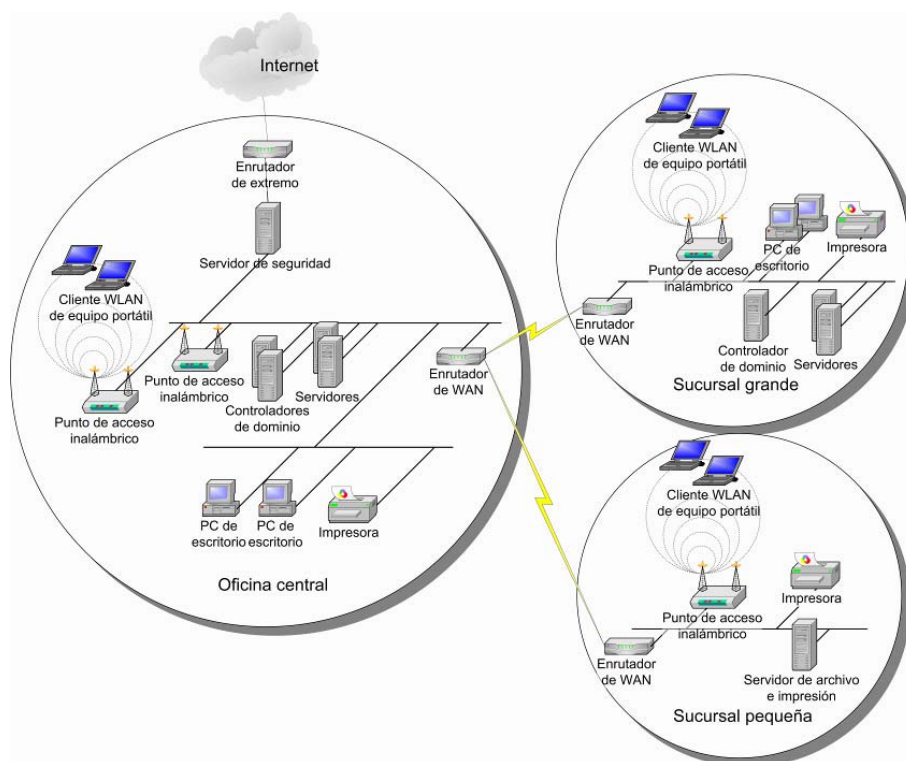 Internet
Enrutador
de extremo
Servidor de seguridad
Cliente WLAN
de equipo portátil
Punto de acceso
inalámbrico
Punto de acceso
inalámbrico
Controladores
de dominio
Servidores
Enrutador
de WAN
PC de
escritorio
PC de
escritorio
Impresora
Oficina central
Cliente WLAN
de equipo portátil
Punto de acceso
inalámbrico
PC de
escritorio
Impresora
Enrutador
de WAN
Controlador
de dominio
Servidores
Sucursal grande
Cliente WLAN
de equipo portátil
Punto de acceso
inalámbrico
Impresora
Enrutador
de WAN
Servidor de archivo
e impresión
Sucursal pequeña